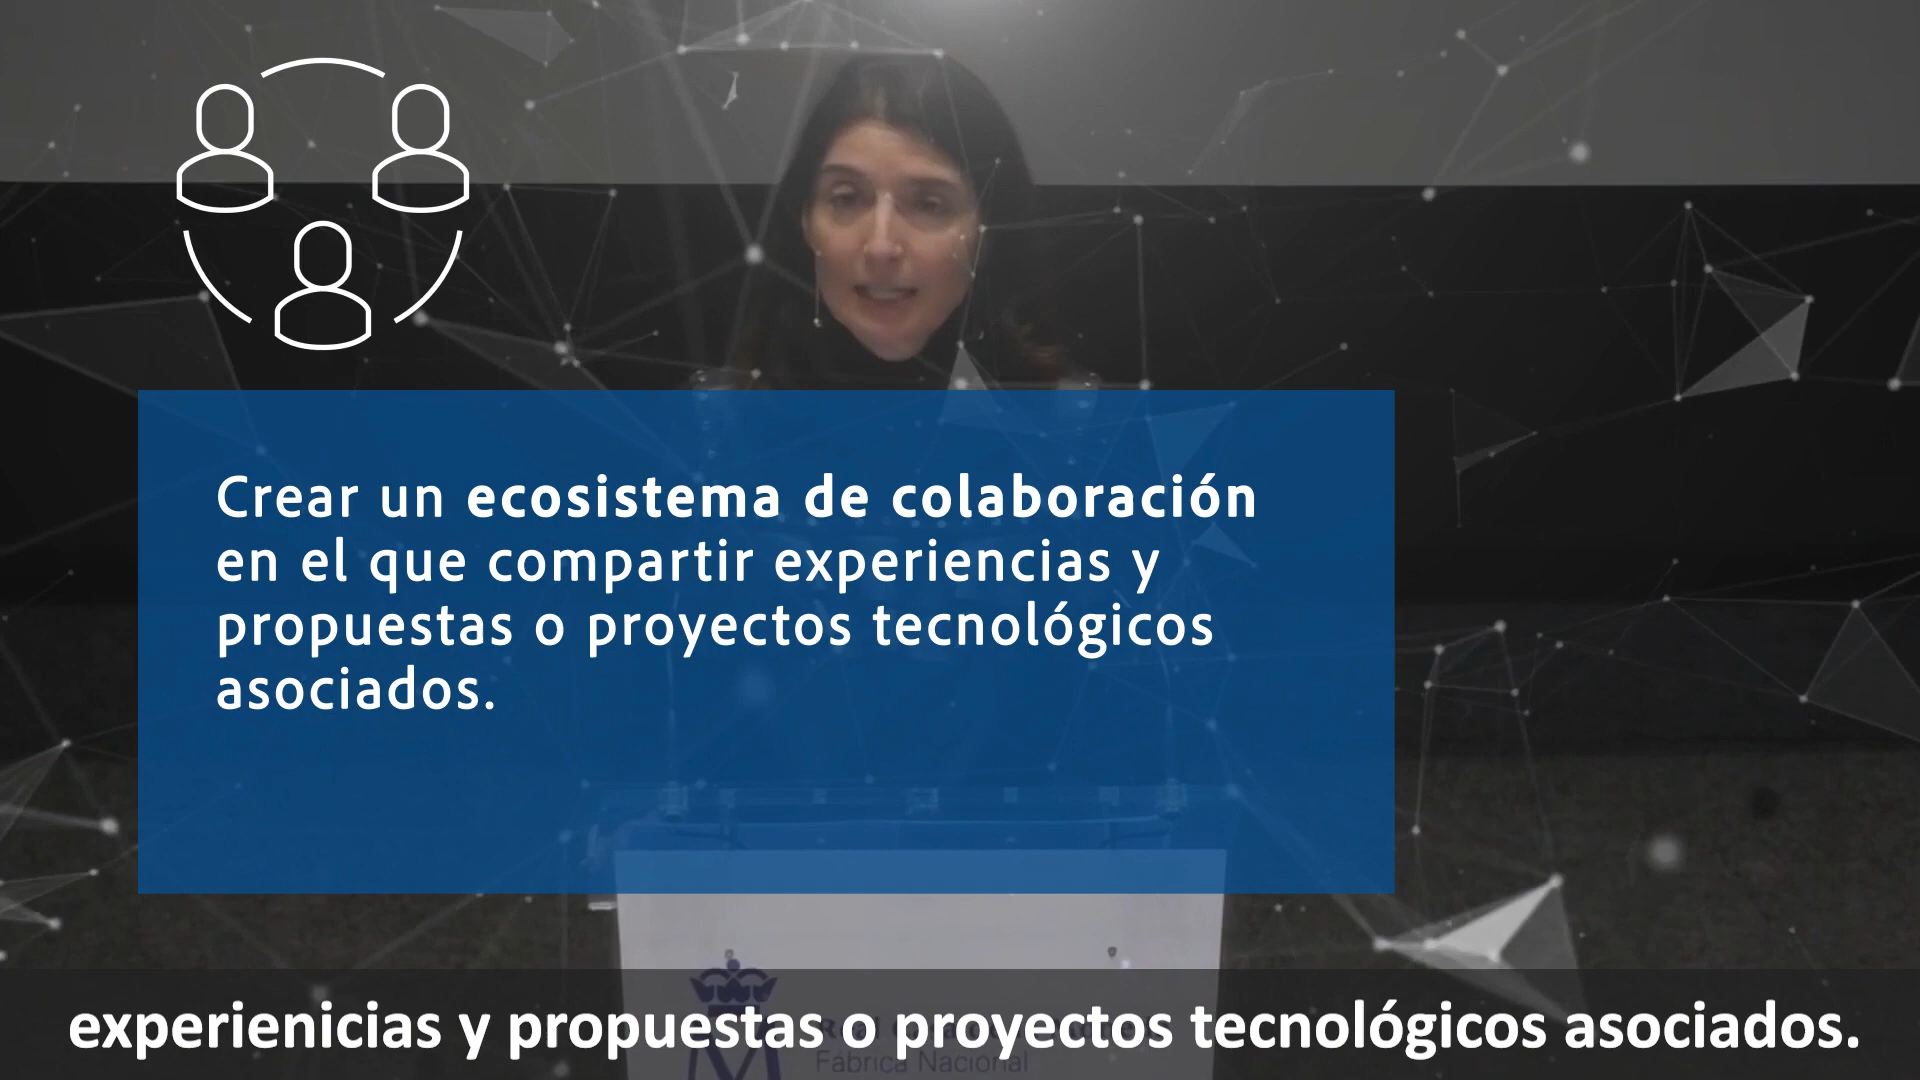 Crear un ecosistema de colaboración
en el que compartir experiencias y
propuestas o proyectos tecnológicos
asociados.
experienicias y propuestas o proyectos tecnológicos asociados.
Fábrica Nacional